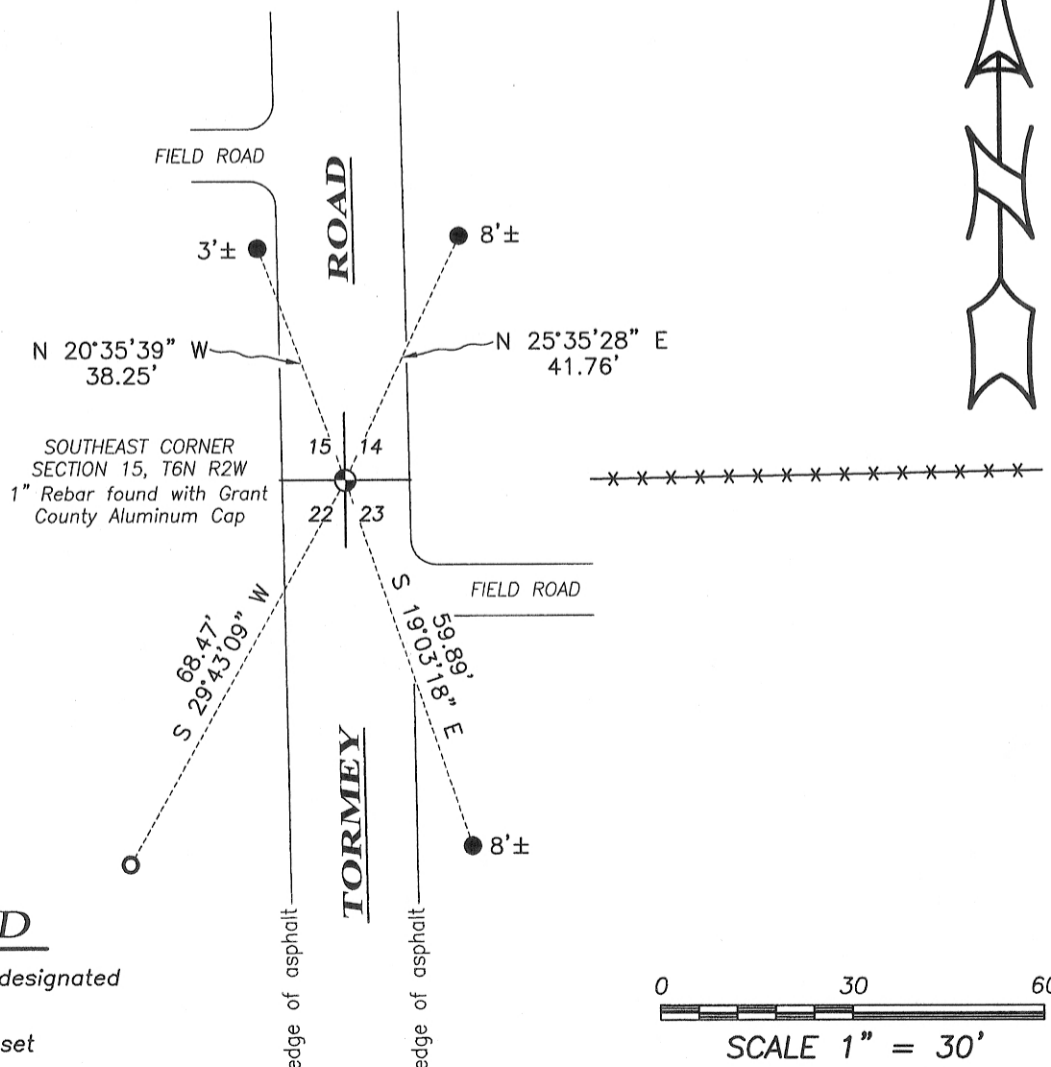 FIELD ROAD
ROAD
3'±
8'±
N 20°35'39" W
38.25'
N 25°35'28" E
41.76'
SOUTHEAST CORNER
SECTION 15, T6N R2W
1" Rebar found with Grant
County Aluminum Cap
15 14
22 23
FIELD ROAD
68.47'
S 29°43'09" W
59.89'
S 19°03'18" E
TORMEY
8'±
D
designated
set
edge of asphalt
edge of asphalt
0 30 60
SCALE 1" = 30'
N